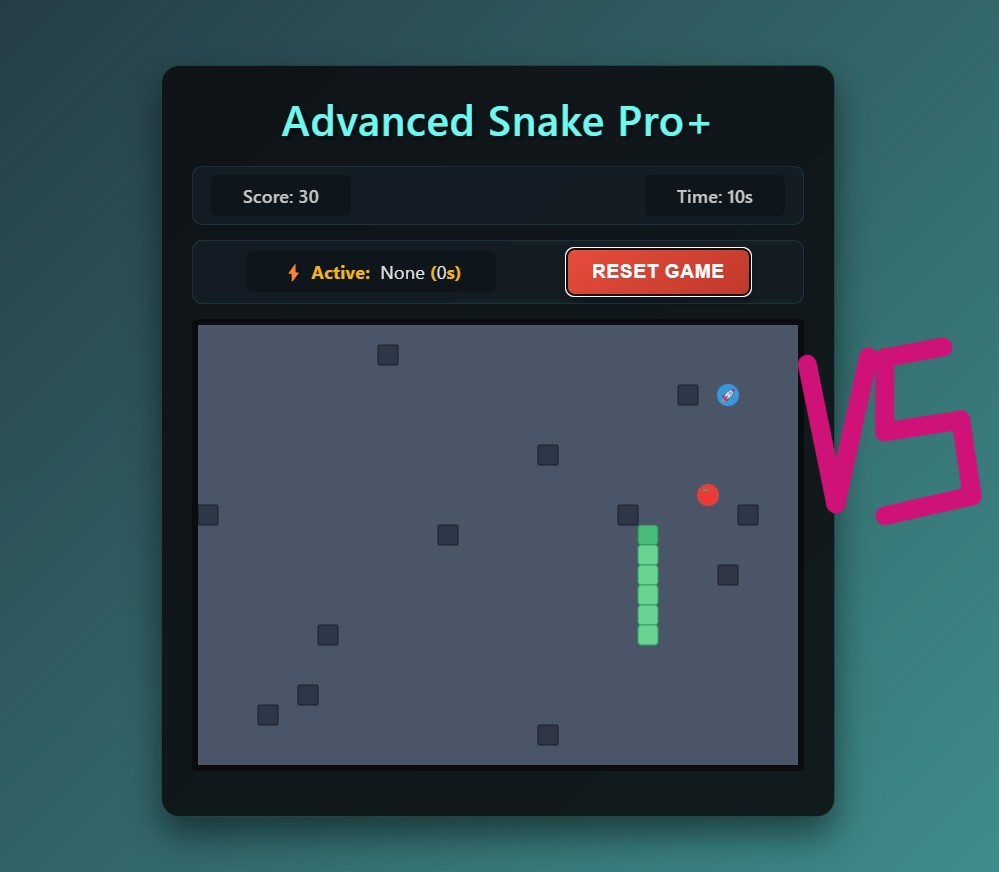 Advanced Snake Pro+
Score: 30
Time: 10s
Active: None (0s)
RESET GAME
VS